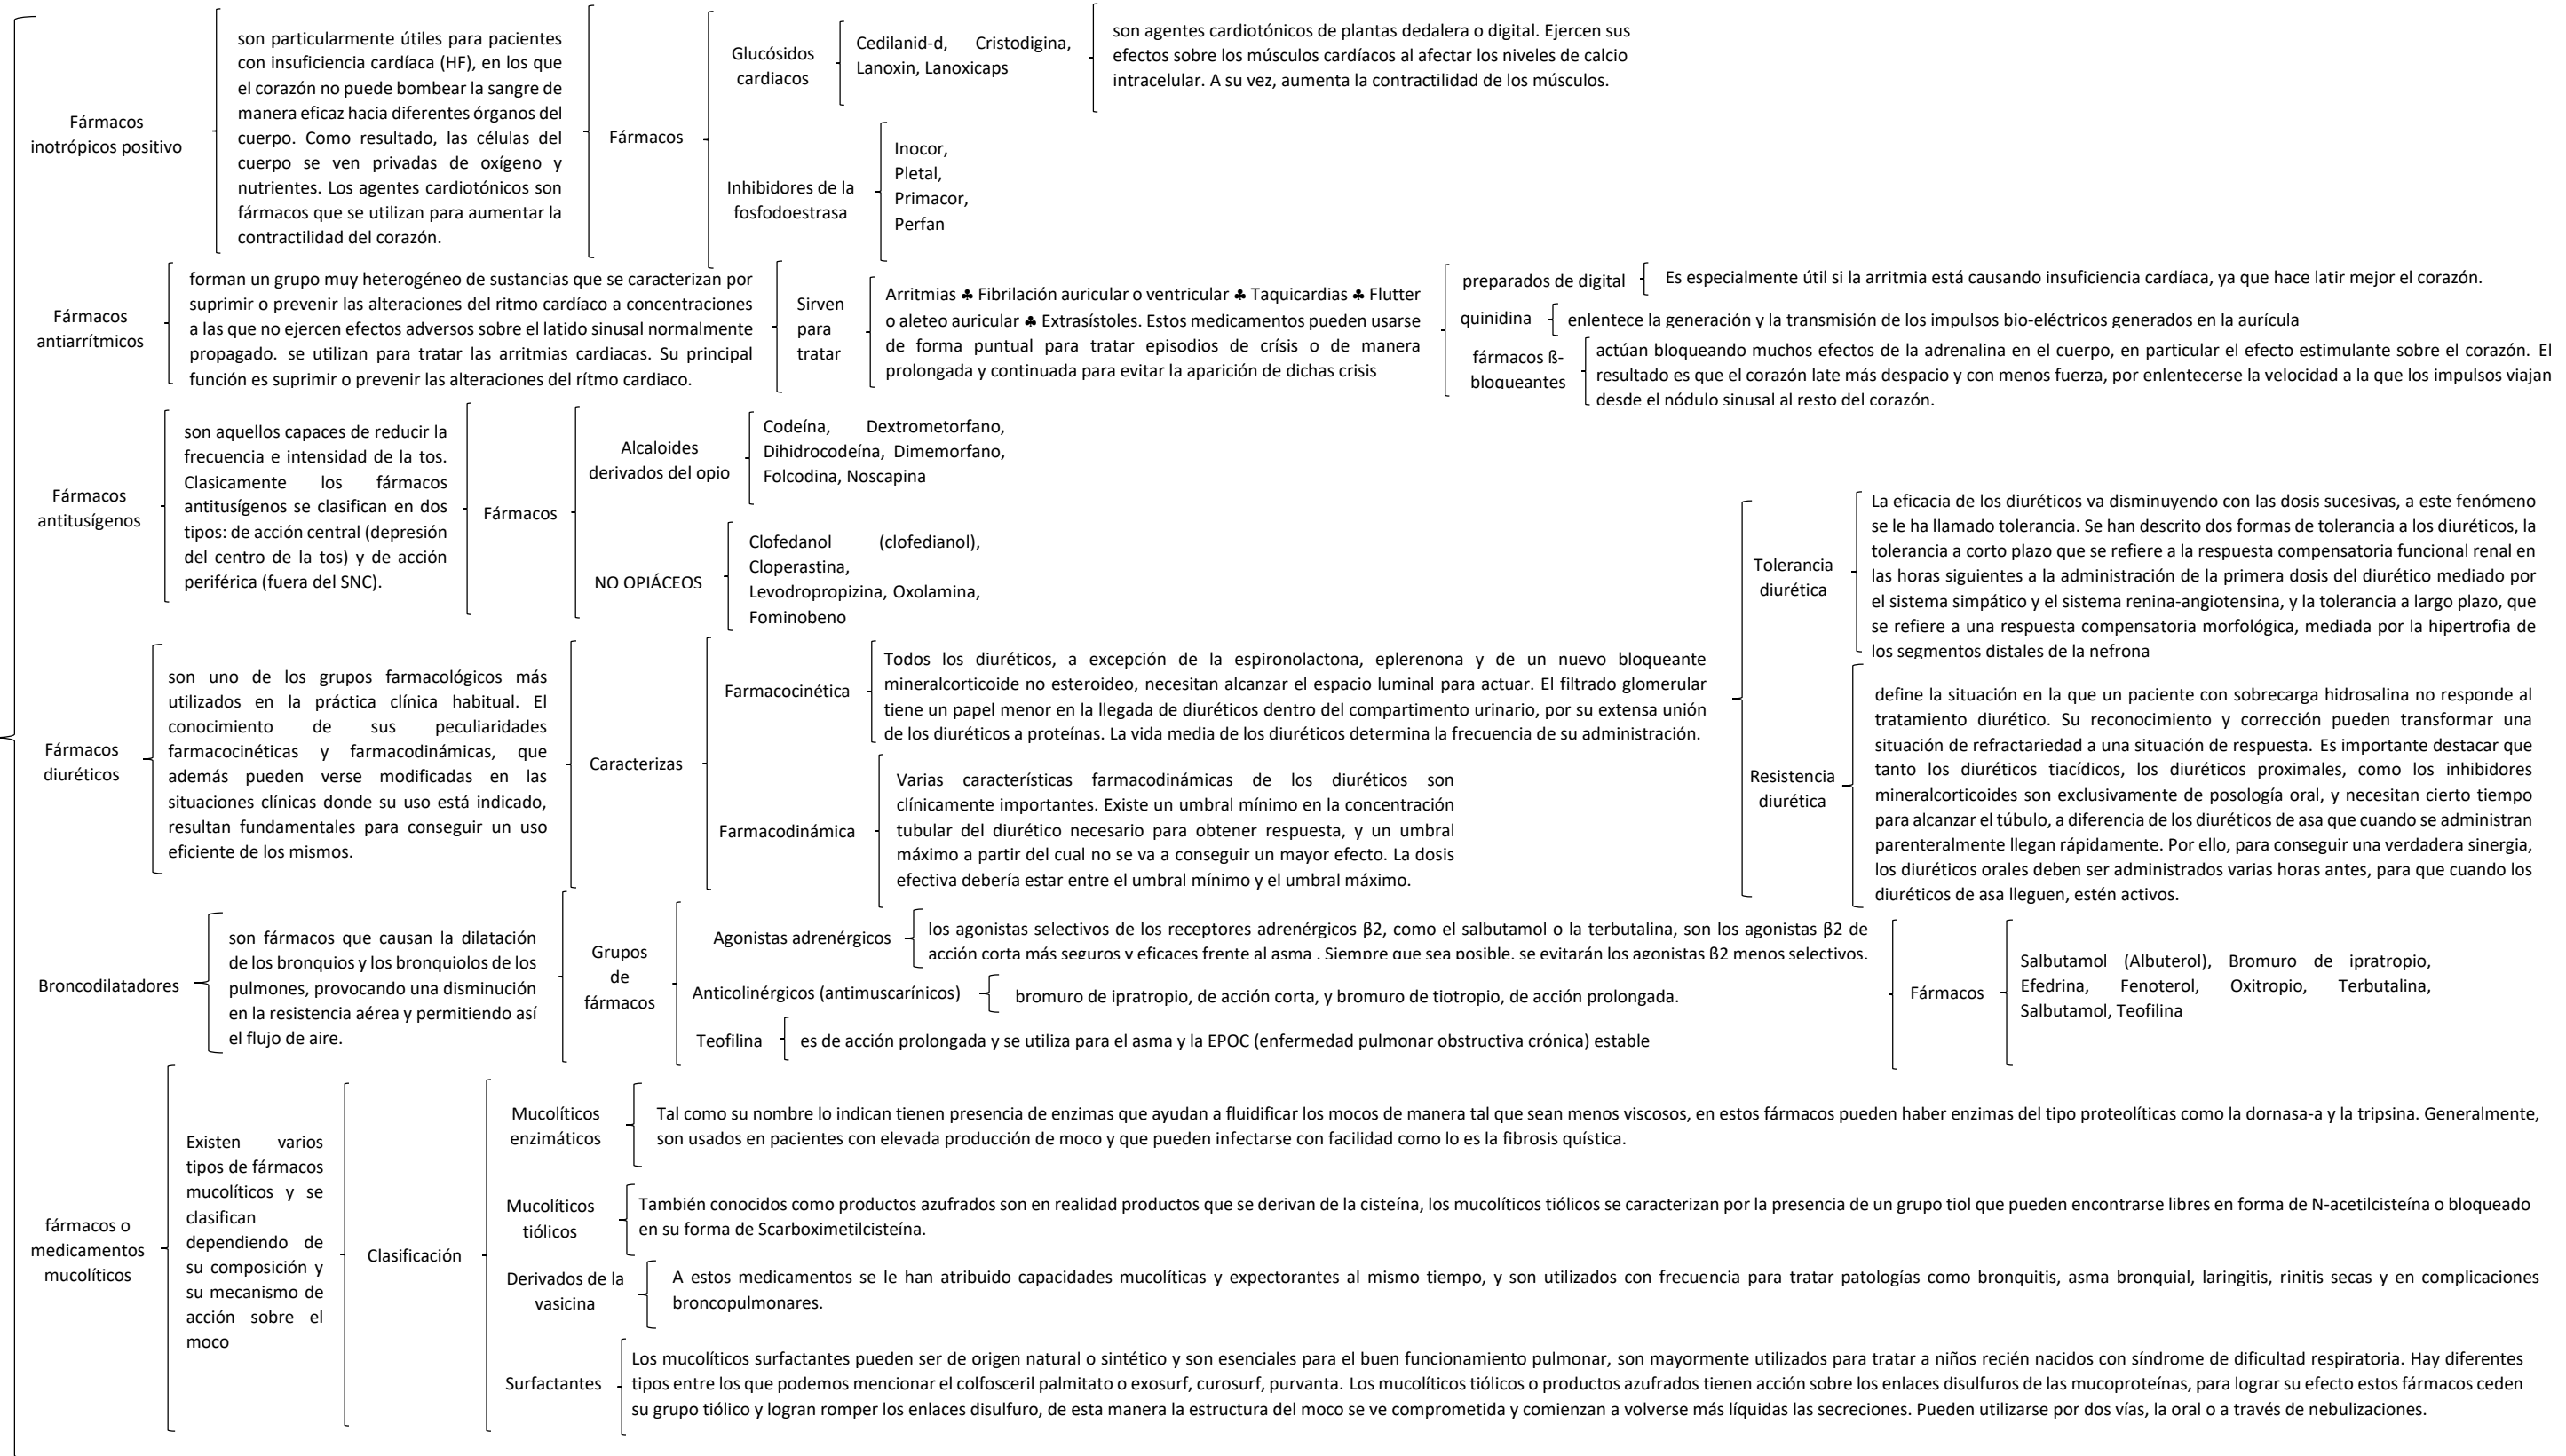 Fármacos
inotrópicos positivo
son particularmente útiles para pacientes
con insuficiencia cardíaca (HF), en los que
el corazón no puede bombear la sangre de
manera eficaz hacia diferentes órganos del
cuerpo. Como resultado, las células del
cuerpo se ven privadas de oxígeno y
nutrientes. Los agentes cardiotónicos son
fármacos que se utilizan para aumentar la
contractilidad del corazón.
Fármacos
Glucósidos
cardiacos
Cedilanid-d, Cristodigina,
Lanoxin, Lanoxicaps
son agentes cardiotónicos de plantas dedalera o digital. Ejercen sus
efectos sobre los músculos cardíacos al afectar los niveles de calcio
intracelular. A su vez, aumenta la contractilidad de los músculos.
Inhibidores de la
fosfodoestrasa
Inocor,
Pletal,
Primacor,
Perfan
Fármacos
antiarrítmicos
forman un grupo muy heterogéneo de sustancias que se caracterizan por
suprimir o prevenir las alteraciones del ritmo cardíaco a concentraciones
a las que no ejercen efectos adversos sobre el latido sinusal normalmente
propagado. se utilizan para tratar las arritmias cardiacas. Su principal
función es suprimir o prevenir las alteraciones del rítmo cardiaco.
Sirven
para
tratar
Arritmias ♣ Fibrilación auricular o ventricular ♣ Taquicardias ♣ Flutter
o aleteo auricular ♣ Extrasístoles. Estos medicamentos pueden usarse
de forma puntual para tratar episodios de crísis o de manera
prolongada y continuada para evitar la aparición de dichas crisis
preparados de digital
Es especialmente útil si la arritmia está causando insuficiencia cardíaca, ya que hace latir mejor el corazón.
quinidina
enlentece la generación y la transmisión de los impulsos bio-eléctricos generados en la aurícula
fármacos ß-
bloqueantes
actúan bloqueando muchos efectos de la adrenalina en el cuerpo, en particular el efecto estimulante sobre el corazón. El
resultado es que el corazón late más despacio y con menos fuerza, por enlentecerse la velocidad a la que los impulsos viajan
desde el nódulo sinusal al resto del corazón.
Fármacos
antitusígenos
son aquellos capaces de reducir la
frecuencia e intensidad de la tos.
Clasicamente los fármacos
antitusígenos se clasifican en dos
tipos: de acción central (depresión
del centro de la tos) y de acción
periférica (fuera del SNC).
Fármacos
Alcaloides
derivados del opio
Codeína, Dextrometorfano,
Dihidrocodeína, Dimemorfano,
Folcodina, Noscapina
NO OPIÁCEOS
Clofedanol (clofedianol),
Cloperastina,
Levodropropizina, Oxolamina,
Fominobeno
Fármacos
diuréticos
son uno de los grupos farmacológicos más
utilizados en la práctica clínica habitual. El
conocimiento de sus peculiaridades
farmacocinéticas y farmacodinámicas, que
además pueden verse modificadas en las
situaciones clínicas donde su uso está indicado,
resultan fundamentales para conseguir un uso
eficiente de los mismos.
Caracterizas
Farmacocinética
Todos los diuréticos, a excepción de la espironolactona, eplerenona y de un nuevo bloqueante
mineralcorticoide no esteroideo, necesitan alcanzar el espacio luminal para actuar. El filtrado glomerular
tiene un papel menor en la llegada de diuréticos dentro del compartimento urinario, por su extensa unión
de los diuréticos a proteínas. La vida media de los diuréticos determina la frecuencia de su administración.
Farmacodinámica
Varias características farmacodinámicas de los diuréticos son
clínicamente importantes. Existe un umbral mínimo en la concentración
tubular del diurético necesario para obtener respuesta, y un umbral
máximo a partir del cual no se va a conseguir un mayor efecto. La dosis
efectiva debería estar entre el umbral mínimo y el umbral máximo.
Tolerancia
diurética
La eficacia de los diuréticos va disminuyendo con las dosis sucesivas, a este fenómeno
se le ha llamado tolerancia. Se han descrito dos formas de tolerancia a los diuréticos, la
tolerancia a corto plazo que se refiere a la respuesta compensatoria funcional renal en
las horas siguientes a la administración de la primera dosis del diurético mediado por
el sistema simpático y el sistema renina-angiotensina, y la tolerancia a largo plazo, que
se refiere a una respuesta compensatoria morfológica, mediada por la hipertrofia de
los segmentos distales de la nefrona
Resistencia
diurética
define la situación en la que un paciente con sobrecarga hidrosalina no responde al
tratamiento diurético. Su reconocimiento y corrección pueden transformar una
situación de refractariedad a una situación de respuesta. Es importante destacar que
tanto los diuréticos tiacídicos, los diuréticos proximales, como los inhibidores
mineralcorticoides son exclusivamente de posología oral, y necesitan cierto tiempo
para alcanzar el túbulo, a diferencia de los diuréticos de asa que cuando se administran
parenteralmente llegan rápidamente. Por ello, para conseguir una verdadera sinergia,
los diuréticos orales deben ser administrados varias horas antes, para que cuando los
diuréticos de asa lleguen, estén activos.
Broncodilatadores
son fármacos que causan la dilatación
de los bronquios y los bronquiolos de los
pulmones, provocando una disminución
en la resistencia aérea y permitiendo así
el flujo de aire.
Grupos
de
fármacos
Agonistas adrenérgicos
los agonistas selectivos de los receptores adrenérgicos β2, como el salbutamol o la terbutalina, son los agonistas β2 de
acción corta más seguros y eficaces frente al asma . Siempre que sea posible, se evitarán los agonistas β2 menos selectivos.
Anticolinérgicos (antimuscarínicos)
bromuro de ipratropio, de acción corta, y bromuro de tiotropio, de acción prolongada.
Teofilina
es de acción prolongada y se utiliza para el asma y la EPOC (enfermedad pulmonar obstructiva crónica) estable
Fármacos
Salbutamol (Albuterol), Bromuro de ipratropio,
Efedrina, Fenoterol, Oxitropio, Terbutalina,
Salbutamol, Teofilina
fármacos o
medicamentos
mucolíticos
Existen varios
tipos de fármacos
mucolíticos y se
clasifican
dependiendo de
su composición y
su mecanismo de
acción sobre el
moco
Clasificación
Mucolíticos
enzimáticos
Tal como su nombre lo indican tienen presencia de enzimas que ayudan a fluidificar los mocos de manera tal que sean menos viscosos, en estos fármacos pueden haber enzimas del tipo proteolíticas como la dornasa-a y la tripsina. Generalmente,
son usados en pacientes con elevada producción de moco y que pueden infectarse con facilidad como lo es la fibrosis quística.
Mucolíticos
tiólicos
También conocidos como productos azufrados son en realidad productos que se derivan de la cisteína, los mucolíticos tiólicos se caracterizan por la presencia de un grupo tiol que pueden encontrarse libres en forma de N-acetilcisteína o bloqueado
en su forma de Scarboximetilcisteína.
Derivados de la
vasicina
A estos medicamentos se le han atribuido capacidades mucolíticas y expectorantes al mismo tiempo, y son utilizados con frecuencia para tratar patologías como bronquitis, asma bronquial, laringitis, rinitis secas y en complicaciones
broncopulmonares.
Surfactantes
Los mucolíticos surfactantes pueden ser de origen natural o sintético y son esenciales para el buen funcionamiento pulmonar, son mayormente utilizados para tratar a niños recién nacidos con síndrome de dificultad respiratoria. Hay diferentes
tipos entre los que podemos mencionar el colfosceril palmitato o exosurf, curosurf, purvanta. Los mucolíticos tiólicos o productos azufrados tienen acción sobre los enlaces disulfuros de las mucoproteínas, para lograr su efecto estos fármacos ceden
su grupo tiólico y logran romper los enlaces disulfuro, de esta manera la estructura del moco se ve comprometida y comienzan a volverse más líquidas las secreciones. Pueden utilizarse por dos vías, la oral o a través de nebulizaciones.